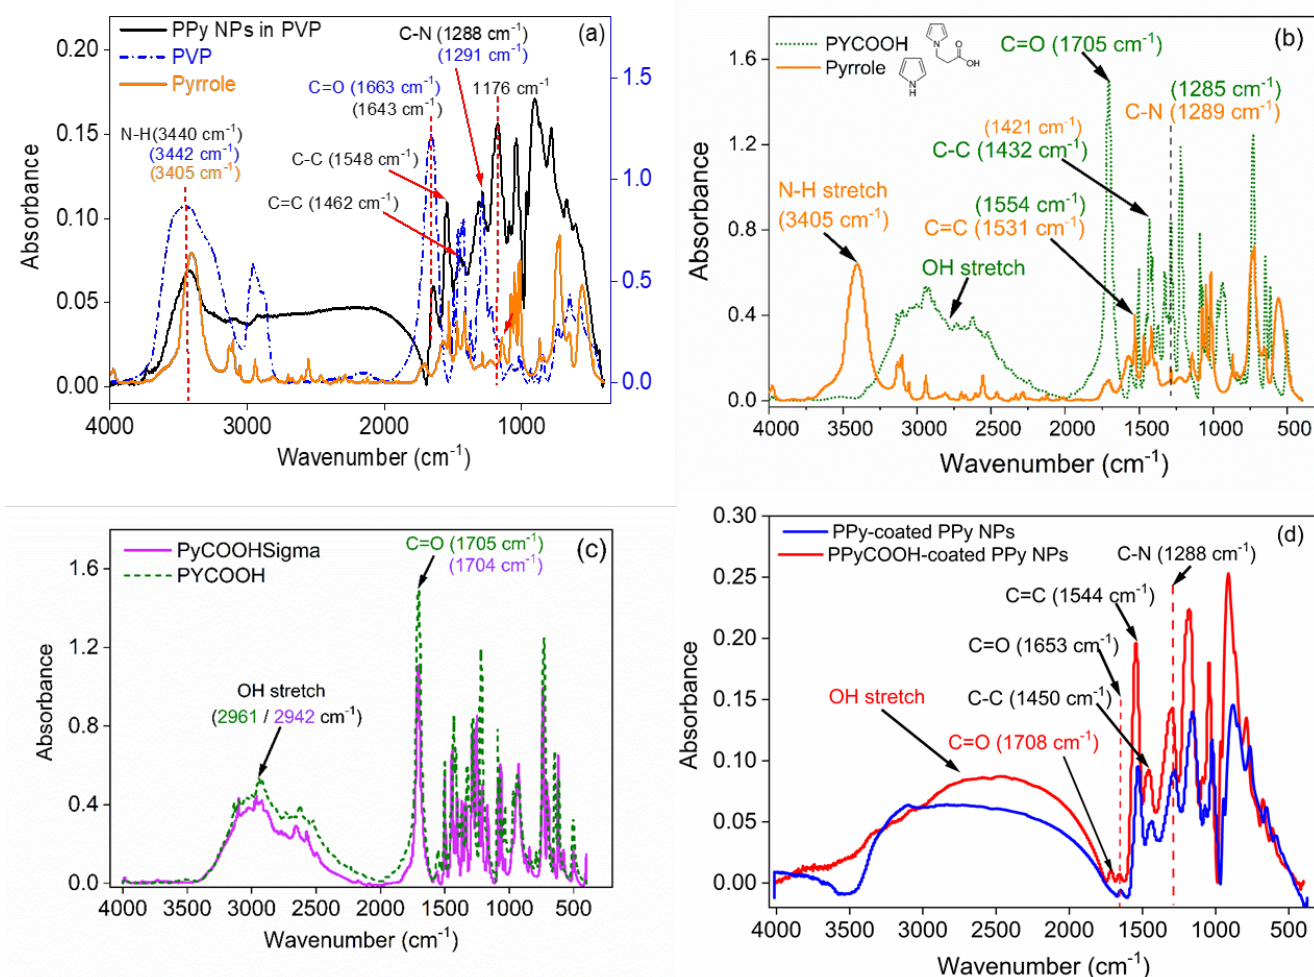 (a)
PPy NPs in PVP
PVP
Pyrrole
C-N (1288 cm⁻¹)
(1291 cm⁻¹)
C=O (1663 cm⁻¹)
(1643 cm⁻¹)
1176 cm⁻¹
N-H(3440 cm⁻¹)
(3442 cm⁻¹)
(3405 cm⁻¹)
C-C (1548 cm⁻¹)
C=C (1462 cm⁻¹)
Absorbance
0.20
0.15
0.10
0.05
0.00
1.5
1.0
0.5
0.0
4000 3000 2000 1000
Wavenumber (cm⁻¹)
(b)
PYCOOH
Pyrrole
N
O
OH
N
H
C=O (1705 cm⁻¹)
(1285 cm⁻¹)
C-N (1289 cm⁻¹)
(1421 cm⁻¹)
C-C (1432 cm⁻¹)
N-H stretch
(3405 cm⁻¹)
(1554 cm⁻¹)
C=C (1531 cm⁻¹)
OH stretch
Absorbance
1.6
1.2
0.8
0.4
0.0
4000 3500 3000 2500 2000 1500 1000 500
Wavenumber (cm⁻¹)
(c)
PyCOOHSigma
PYCOOH
C=O (1705 cm⁻¹)
(1704 cm⁻¹)
OH stretch
(2961 / 2942 cm⁻¹)
Absorbance
1.6
1.2
0.8
0.4
0.0
4000 3500 3000 2500 2000 1500 1000 500
Wavenumber (cm⁻¹)
(d)
PPy-coated PPy NPs
PPyCOOH-coated PPy NPs
C-N (1288 cm⁻¹)
C=C (1544 cm⁻¹)
C=O (1653 cm⁻¹)
C-C (1450 cm⁻¹)
OH stretch
C=O (1708 cm⁻¹)
Absorbance
0.30
0.25
0.20
0.15
0.10
0.05
0.00
4000 3500 3000 2500 2000 1500 1000 500
Wavenumber (cm⁻¹)